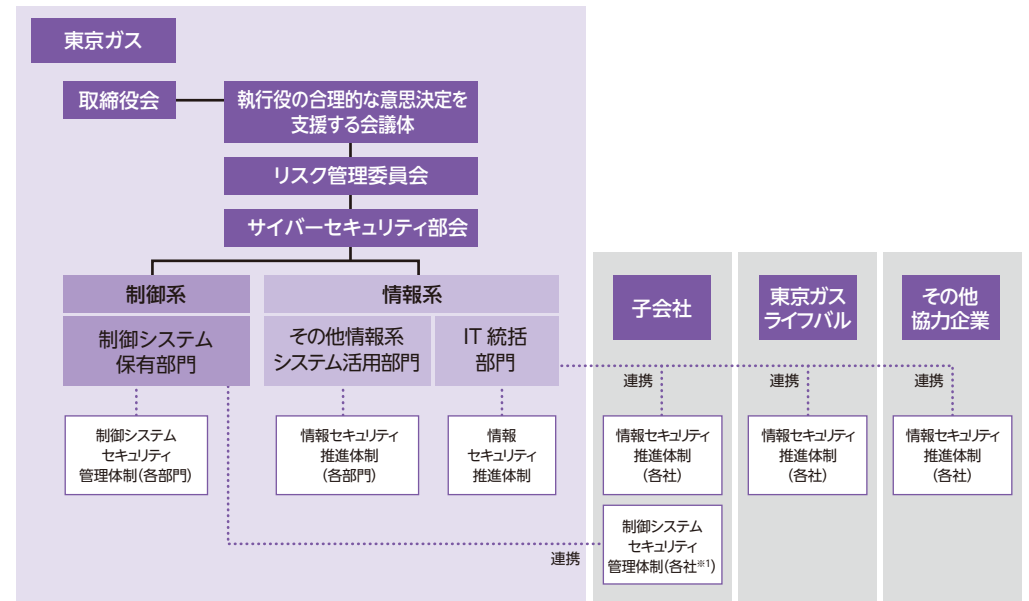 東京ガス
取締役会
執行役の合理的な意思決定を
支援する会議体
リスク管理委員会
サイバーセキュリティ部会
制御系
情報系
制御システム
保有部門
その他情報系
システム活用部門
IT 統括
部門
子会社
東京ガス
ライフバル
その他
協力企業
連携
連携
連携
制御システム
セキュリティ
管理体制(各部門)
情報セキュリティ
推進体制
(各部門)
情報
セキュリティ
推進体制
情報セキュリティ
推進体制
(各社)
情報セキュリティ
推進体制
(各社)
情報セキュリティ
推進体制
(各社)
連携
制御システム
セキュリティ
管理体制(各社※1)